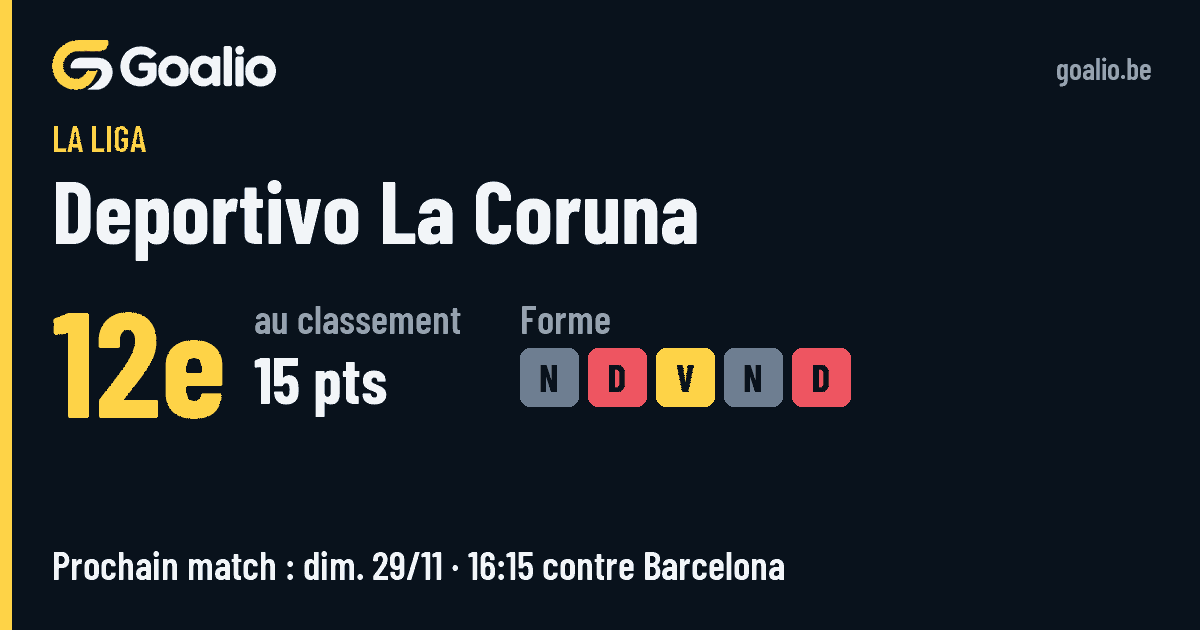 Goalio
goalio.be
LA LIGA
Deportivo La Coruna
12e
au classement
15 pts
Forme
N D V N D
Prochain match : dim. 29/11 · 16:15 contre Barcelona